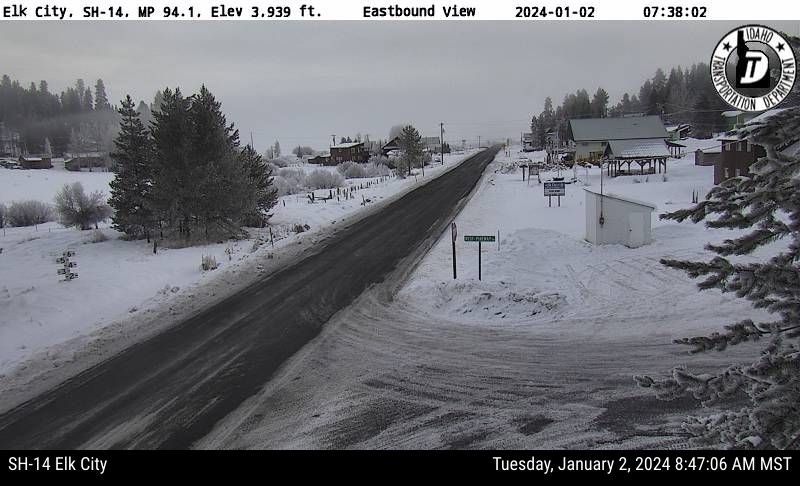 Elk City, SH-14, MP 94.1, Elev 3,939 ft. Eastbound View 2024-01-02 07:38:02
IDAHO
TRANSPORTATION DEPARTMENT
SH-14 Elk City Tuesday, January 2, 2024 8:47:06 AM MST